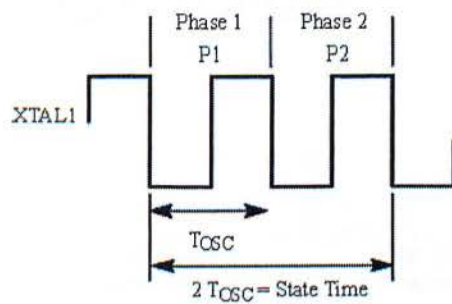 Phase 1 Phase 2
P1 P2
XTAL1
TOSC
2 TOSC = State Time